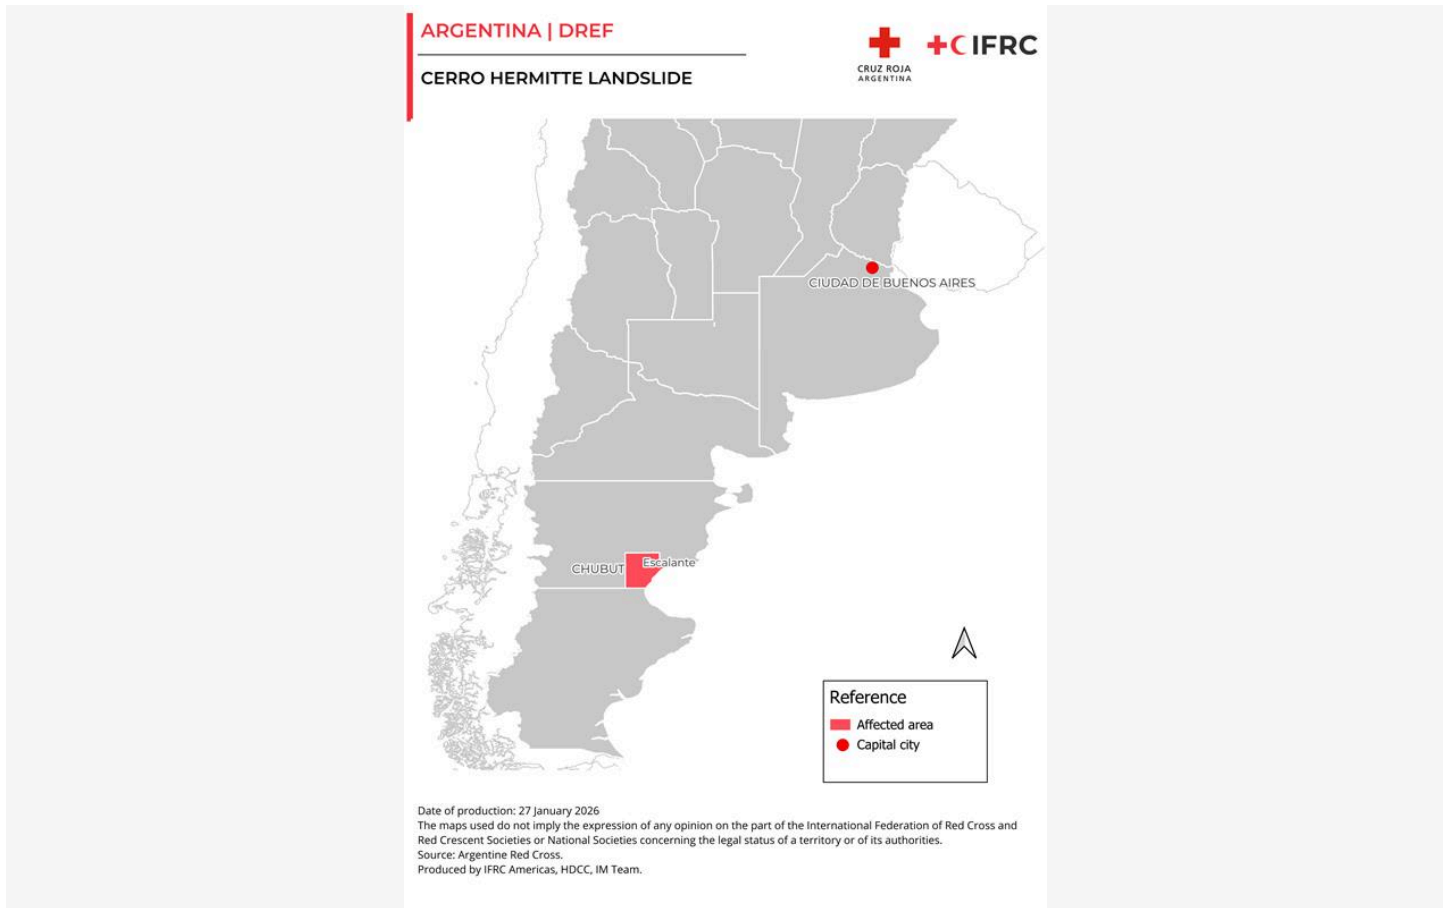 ARGENTINA | DREF
CERRO HERMITTE LANDSLIDE
CRUZ ROJA
ARGENTINA
IFRC
CIUDAD DE BUENOS AIRES
Escalante
CHUBUT
Reference
Affected area
Capital city
Date of production: 27 January 2026
The maps used do not imply the expression of any opinion on the part of the International Federation of Red Cross and
Red Crescent Societies or National Societies concerning the legal status of a territory or of its authorities.
Source: Argentine Red Cross.
Produced by IFRC Americas, HDCC, IM Team.